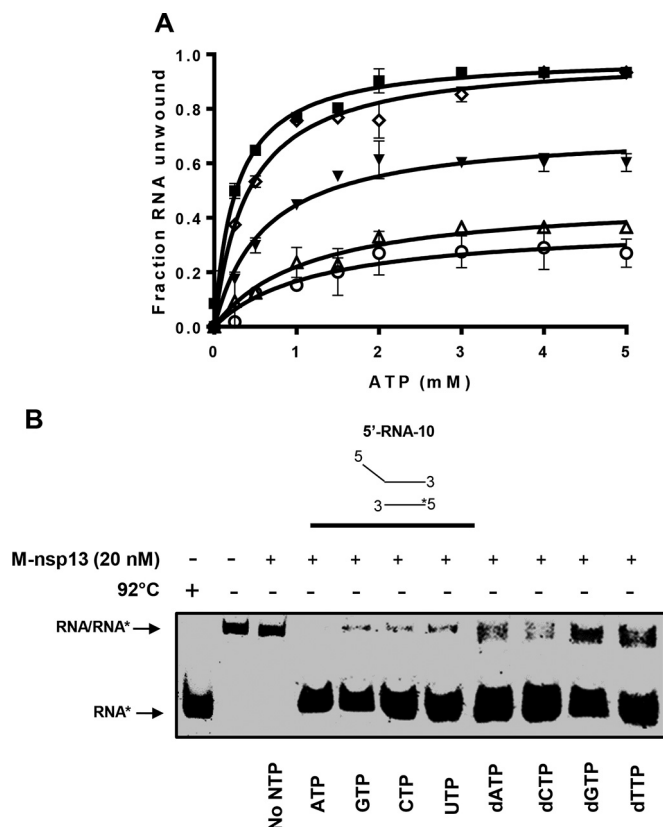 A
Fraction RNA unwound
1.0
0.8
0.6
0.4
0.2
0.0
0 1 2 3 4 5
ATP (mM)
B
5'-RNA-10
5
3
3 *5
M-nsp13 (20 nM) - - + + + + + + + + +
92°C + - - - - - - - - - -
RNA/RNA*
RNA*
No NTP
ATP
GTP
CTP
UTP
dATP
dCTP
dGTP
dTTP